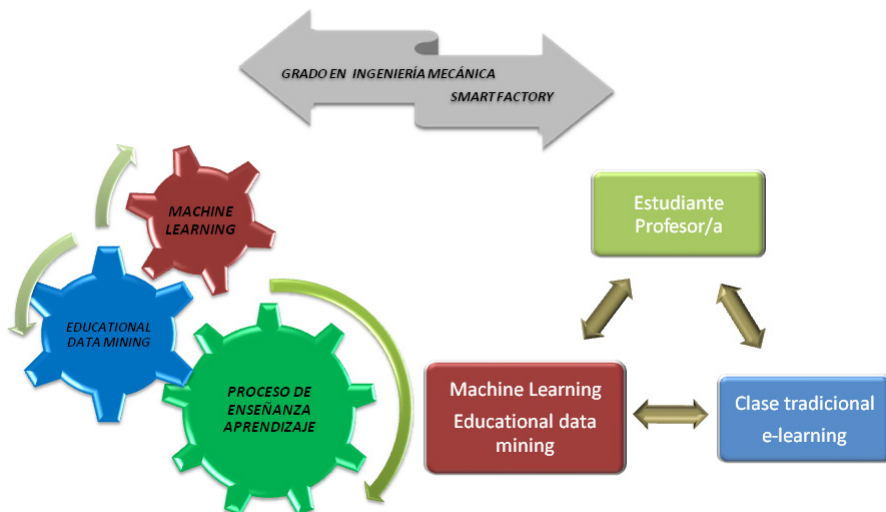 GRADO EN INGENIERÍA MECÁNICA
SMART FACTORY
MACHINE
LEARNING
EDUCATIONAL
DATA MINING
PROCESO DE
ENSEÑANZA
APRENDIZAJE
Estudiante
Profesor/a
Machine Learning
Educational data
mining
Clase tradicional
e-learning